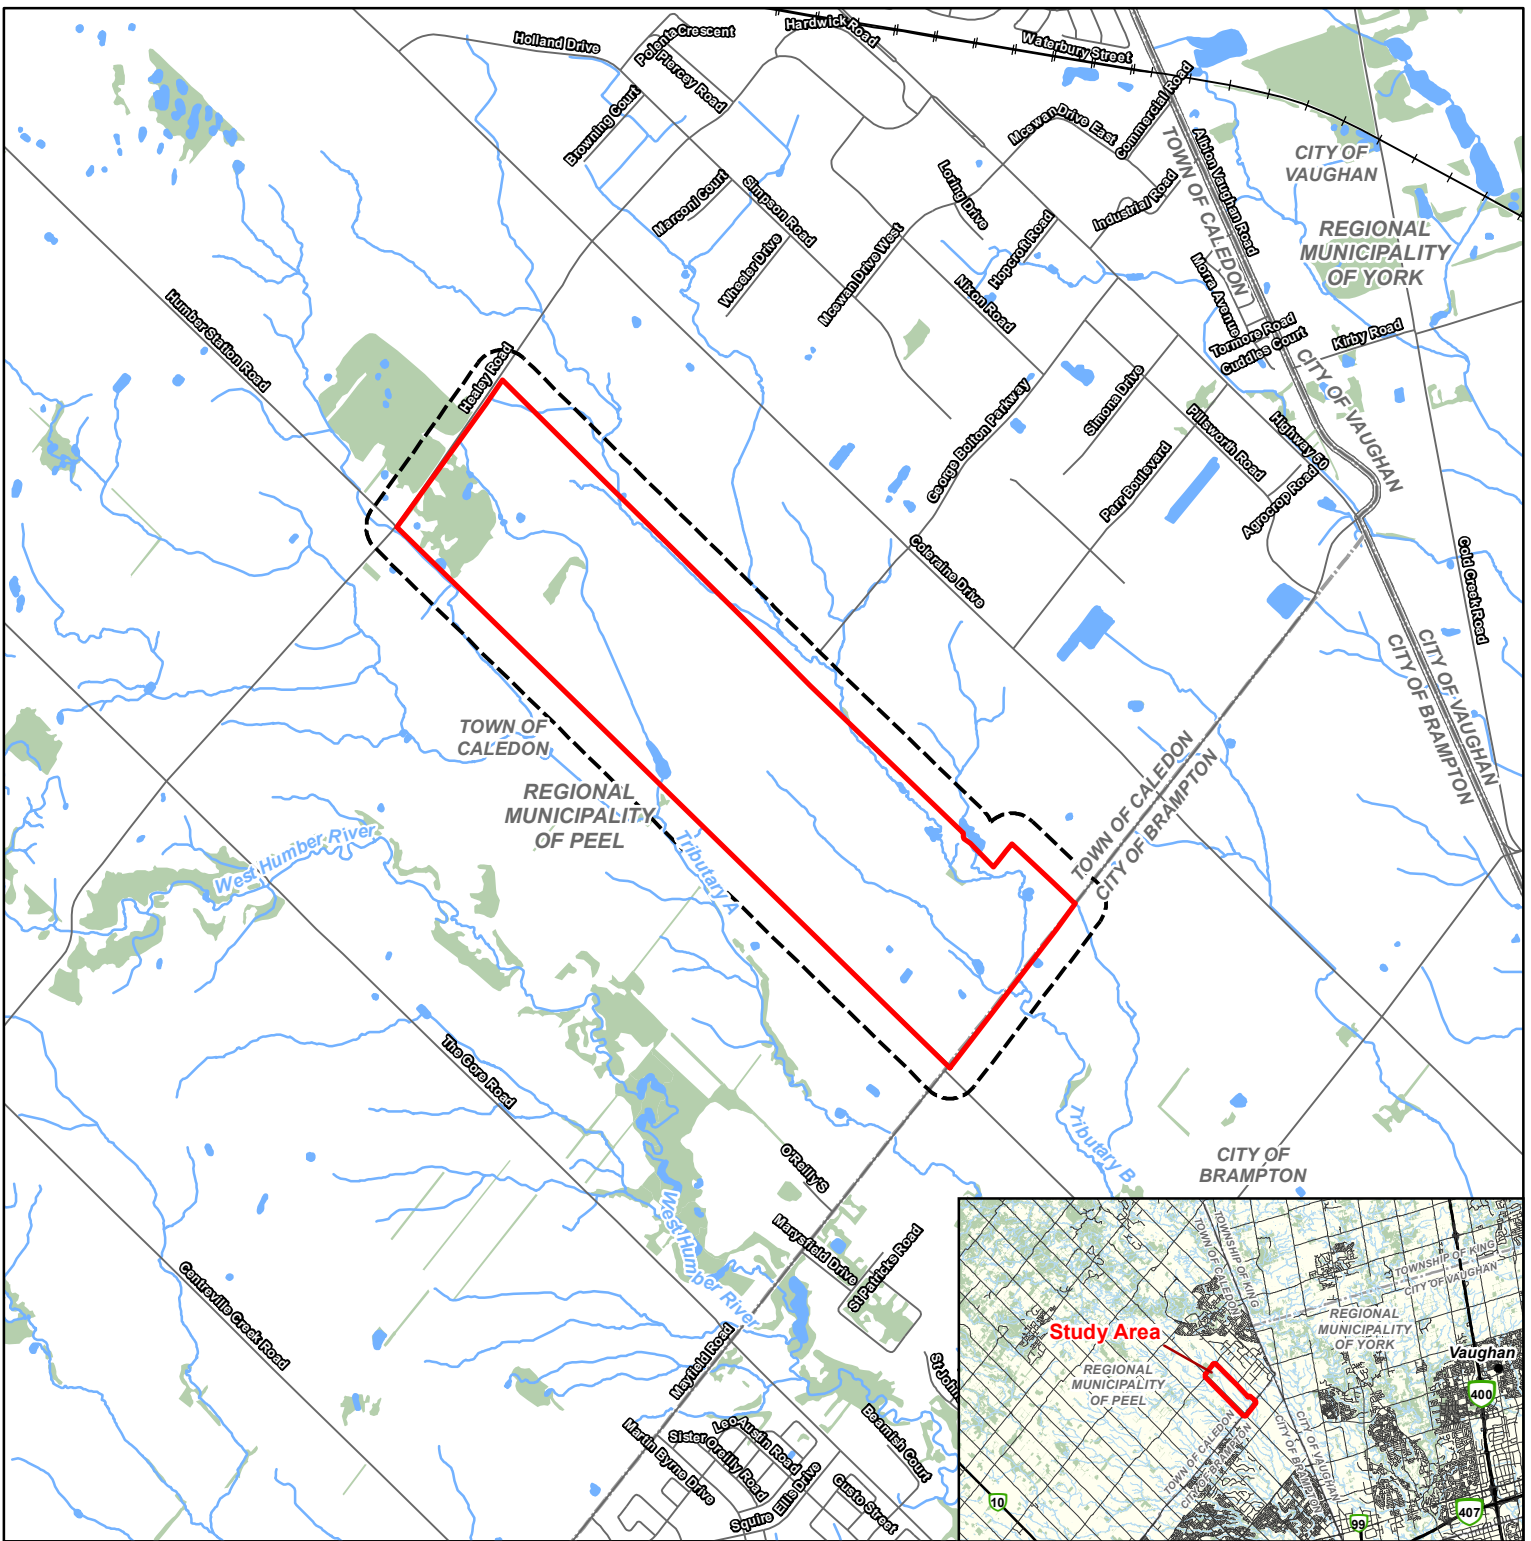 Holland Drive
Polenta Crescent
Hardwick Road
Waterbury Street
Piercey Road
Browning Court
Mcewan Drive East
Commercial Road
TOWN OF CALEDON
Albion Vaughan Road
CITY OF
VAUGHAN
Loring Drive
Industrial Road
Marconi Court
Simpson Road
REGIONAL
MUNICIPALITY
OF YORK
Wheeler Drive
Mcewan Drive West
Hopcroft Road
Nixon Road
Morra Avenue
Humber Station Road
Tormore Road
Cuddles Court
Kirby Road
CITY OF VAUGHAN
Healey Road
George Bolton Parkway
Simona Drive
Pillsworth Road
Highway 50
Parr Boulevard
Agrocrop Road
Coleraine Drive
Cold Creek Road
CITY OF VAUGHAN
CITY OF BRAMPTON
TOWN OF
CALEDON
REGIONAL
MUNICIPALITY
OF PEEL
TOWN OF CALEDON
CITY OF BRAMPTON
West Humber River
Tributary A
The Gore Road
Tributary B
CITY OF
BRAMPTON
O'Reilly'S
West Humber River
Marysfield Drive
St Patricks Road
Centreville Creek Road
Mayfield Road
St John
Beamish Court
Leo Austin Road
Sister Oreilly Road
Martin Byrne Drive
Squire Ellis Drive
Gusto Street
TOWNSHIP OF KING
TOWN OF CALEDON
TOWNSHIP OF KING
CITY OF VAUGHAN
REGIONAL
MUNICIPALITY
OF YORK
Study Area
Vaughan
REGIONAL
MUNICIPALITY
OF PEEL
400
TOWN OF CALEDON
CITY OF BRAMPTON
CITY OF VAUGHAN
CITY OF BRAMPTON
10
99
407